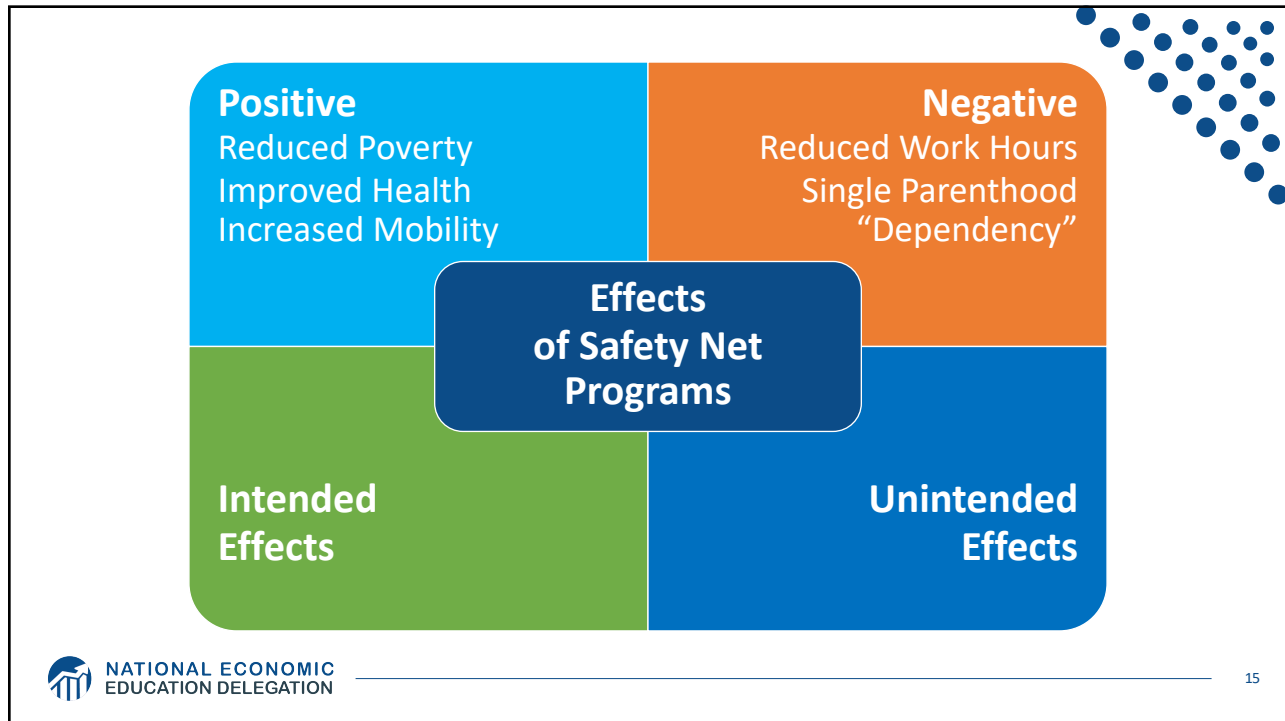 Positive
Reduced Poverty
Improved Health
Increased Mobility
Negative
Reduced Work Hours
Single Parenthood
“Dependency”
Effects
of Safety Net
Programs
Intended
Effects
Unintended
Effects
NATIONAL ECONOMIC
EDUCATION DELEGATION
15